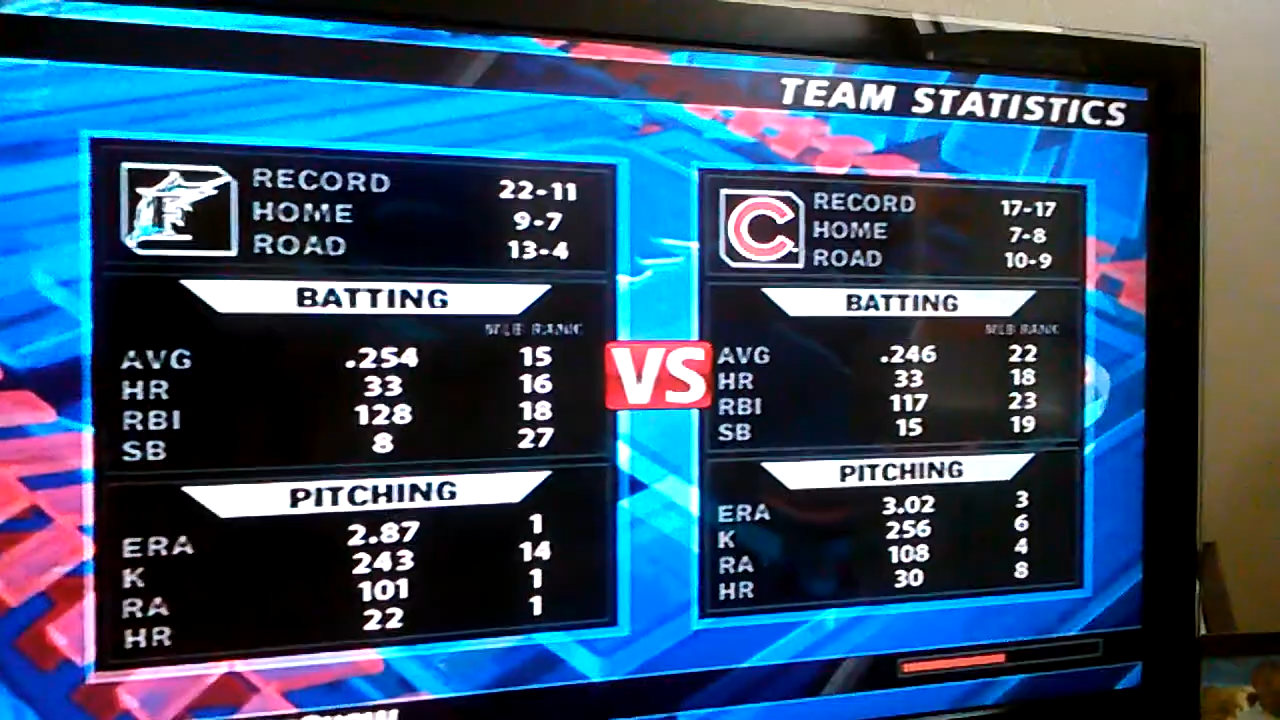 TEAM STATISTICS
F
RECORD 22-11
HOME 9-7
ROAD 13-4
BATTING
MLB RANK
AVG .254 15
HR 33 16
RBI 128 18
SB 8 27
PITCHING
ERA 2.87 1
K 243 14
RA 101 1
HR 22 1
VS
C
RECORD 17-17
HOME 7-8
ROAD 10-9
BATTING
MLB RANK
AVG .246 22
HR 33 18
RBI 117 23
SB 15 19
PITCHING
ERA 3.02 3
K 256 6
RA 108 4
HR 30 8